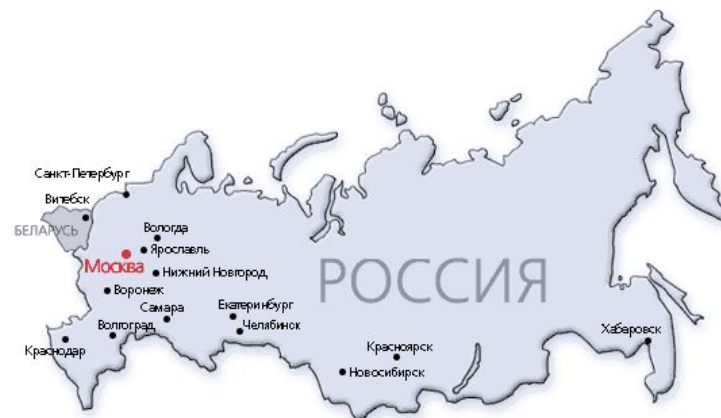 Санкт-Петербург
Витебск
БЕЛАРУСЬ
Вологда
Ярославль
Москва
Нижний Новгород
РОССИЯ
Воронеж
Самара
Екатеринбург
Волгоград
Челябинск
Хабаровск
Краснодар
Красноярск
Новосибирск